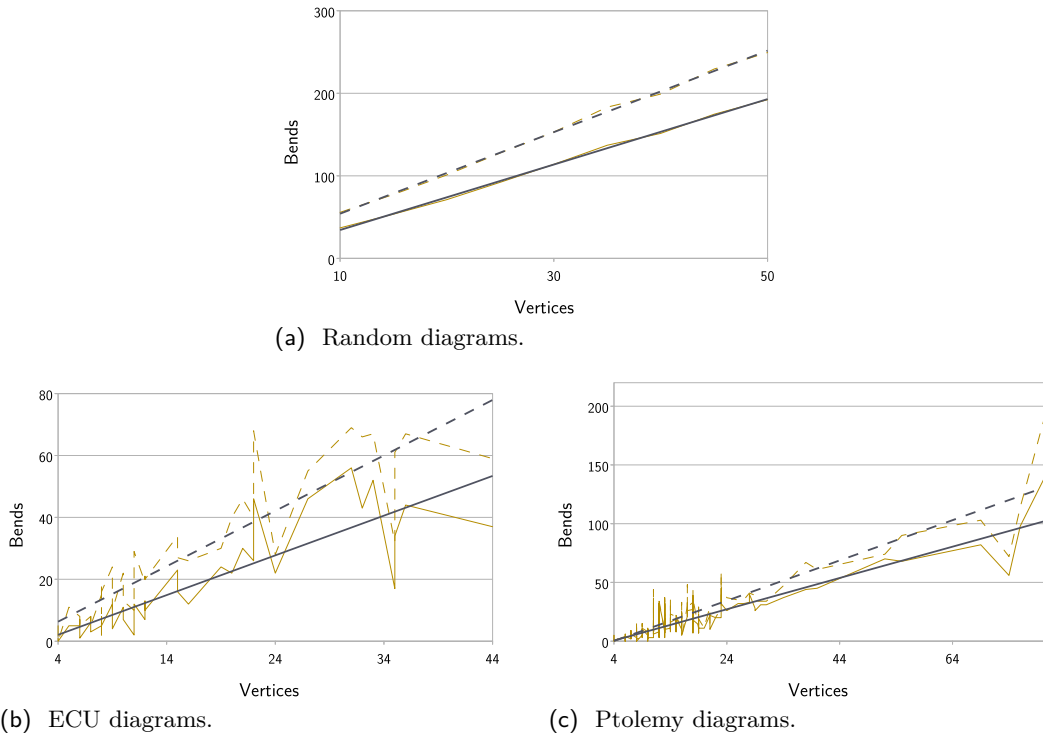 300
200
100
0
Bends
10 30 50
Vertices
(a) Random diagrams.
80
60
40
20
0
Bends
4 14 24 34 44
Vertices
(b) ECU diagrams.
200
150
100
50
0
Bends
4 24 44 64
Vertices
(c) Ptolemy diagrams.